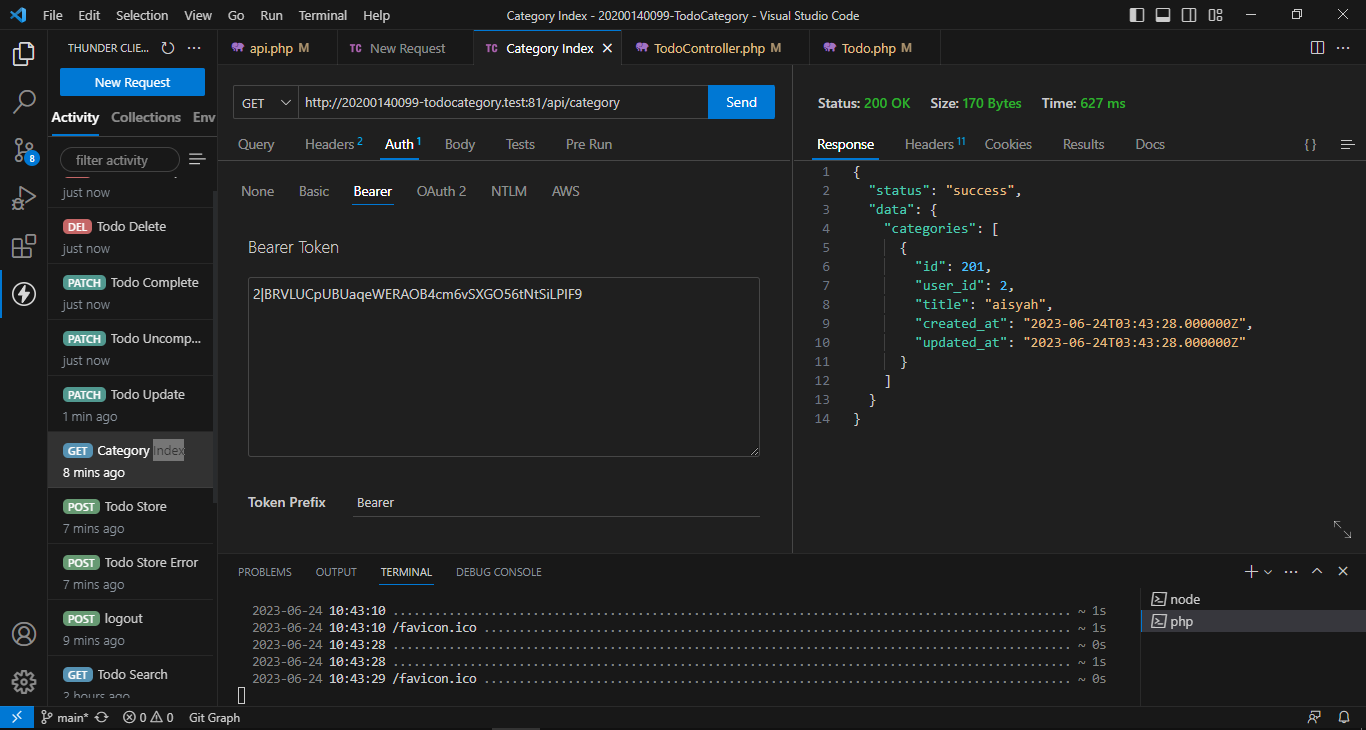 File Edit Selection View Go Run Terminal Help
Category Index - 20200140099-TodoCategory - Visual Studio Code
THUNDER CLIE...
api.php M
TC New Request
TC Category Index
TodoController.php M
Todo.php M
New Request
Activity Collections Env
filter activity
just now
DEL Todo Delete
just now
PATCH Todo Complete
just now
PATCH Todo Uncomp...
just now
PATCH Todo Update
1 min ago
GET Category Index
8 mins ago
POST Todo Store
7 mins ago
POST Todo Store Error
7 mins ago
POST logout
9 mins ago
GET Todo Search
2 hours ago
8
GET http://20200140099-todocategory.test:81/api/category Send
Query Headers 2 Auth 1 Body Tests Pre Run
None Basic Bearer OAuth 2 NTLM AWS
Bearer Token
2|BRVLUCpUBUaqeWERAOB4cm6vSXGO56tNtSiLPIF9
Token Prefix Bearer
Status: 200 OK Size: 170 Bytes Time: 627 ms
Response Headers 11 Cookies Results Docs {}
1 {
2 "status": "success",
3 "data": {
4 "categories": [
5 {
6 "id": 201,
7 "user_id": 2,
8 "title": "aisyah",
9 "created_at": "2023-06-24T03:43:28.000000Z",
10 "updated_at": "2023-06-24T03:43:28.000000Z"
11 }
12 ]
13 }
14 }
PROBLEMS OUTPUT TERMINAL DEBUG CONSOLE
2023-06-24 10:43:10 ........ ~ 1s
2023-06-24 10:43:10 /favicon.ico ........ ~ 1s
2023-06-24 10:43:28 ........ ~ 0s
2023-06-24 10:43:28 ........ ~ 1s
2023-06-24 10:43:29 /favicon.ico ........ ~ 0s
node
php
main* 0 0 Git Graph